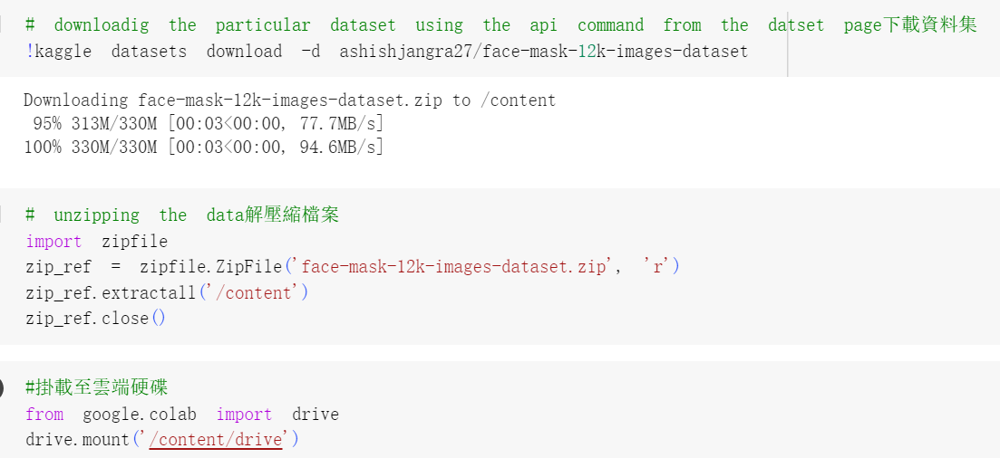 # downloadig the particular dataset using the api command from the datset page下載資料集
!kaggle datasets download -d ashishjangra27/face-mask-12k-images-dataset
Downloading face-mask-12k-images-dataset.zip to /content
95% 313M/330M [00:03<00:00, 77.7MB/s]
100% 330M/330M [00:03<00:00, 94.6MB/s]
# unzipping the data解壓縮檔案
import zipfile
zip_ref = zipfile.ZipFile('face-mask-12k-images-dataset.zip', 'r')
zip_ref.extractall('/content')
zip_ref.close()
#掛載至雲端硬碟
from google.colab import drive
drive.mount('/content/drive')